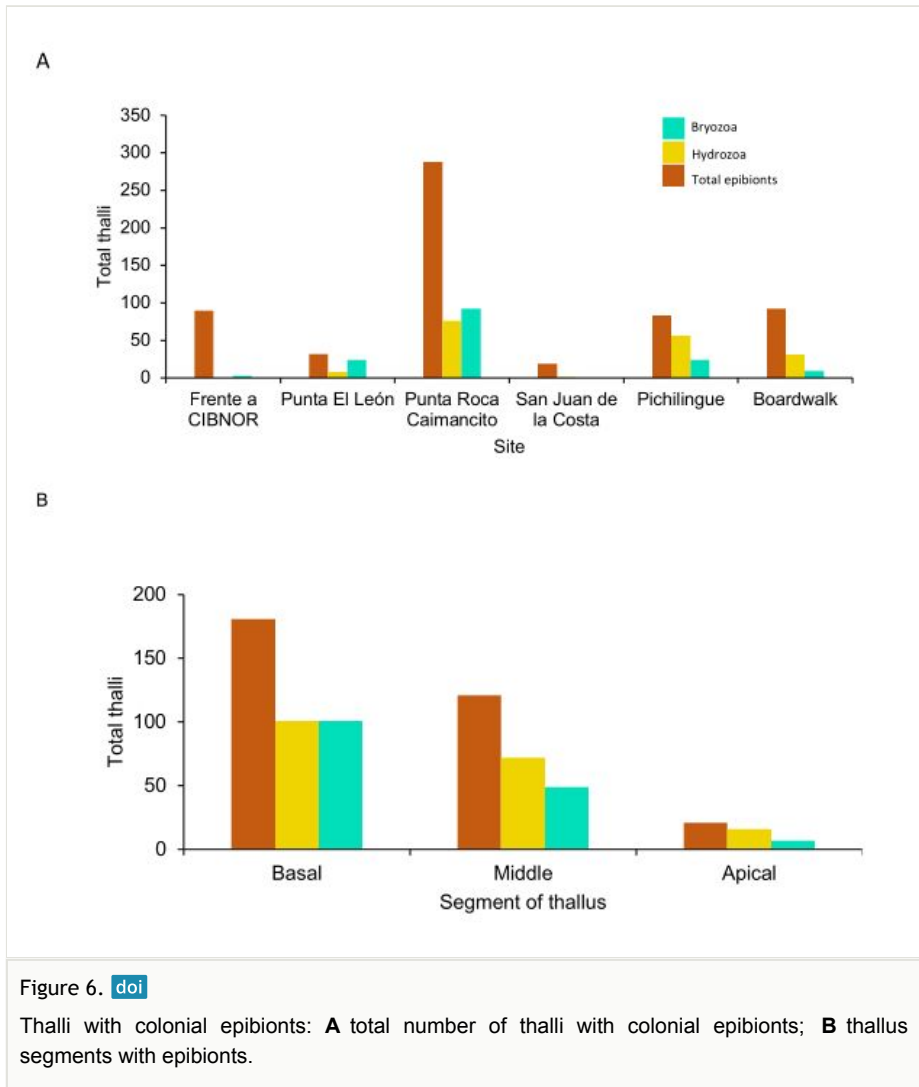 A
350
300
250
200
150
100
50
0
Total thalli
Bryozoa
Hydrozoa
Total epibionts
Frente a
CIBNOR
Punta El León
Punta Roca
Caimancito
San Juan de
la Costa
Pichilingue
Boardwalk
Site
B
200
150
100
50
0
Total thalli
Basal
Middle
Apical
Segment of thallus
Figure 6. doi
Thalli with colonial epibionts: A total number of thalli with colonial epibionts; B thallus
segments with epibionts.